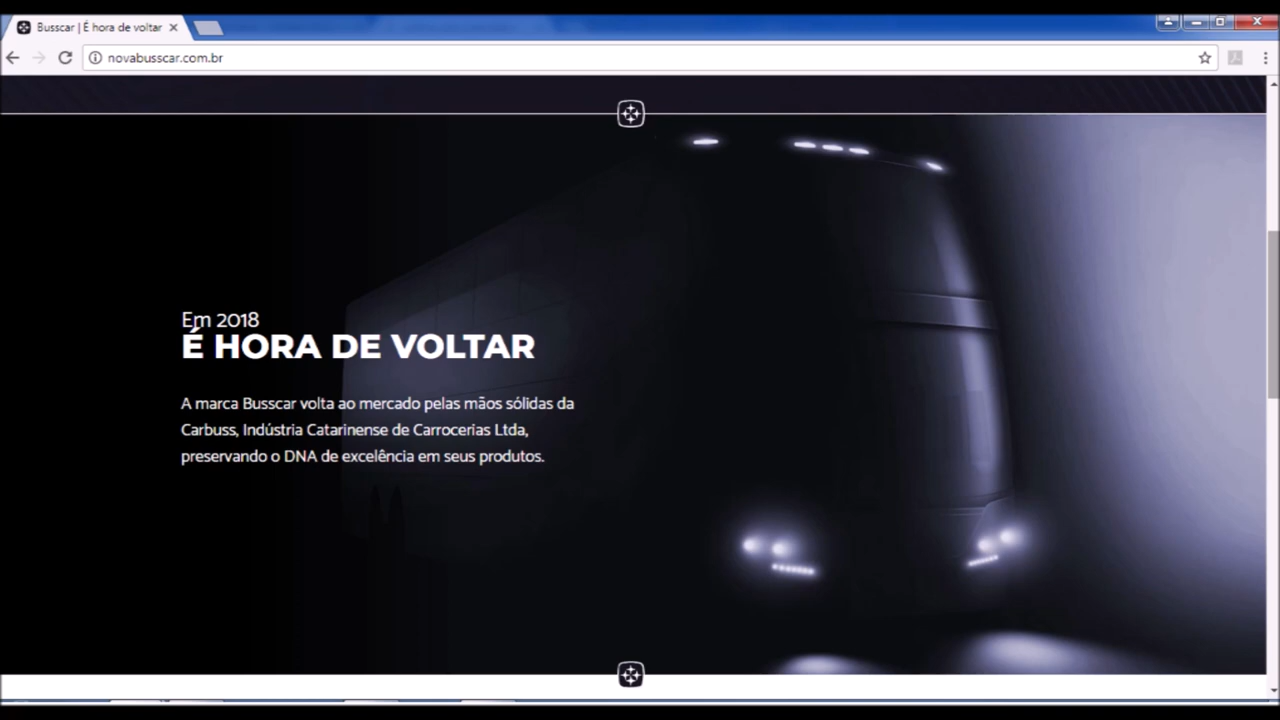 Busscar | É hora de voltar
novabusscar.com.br
Em 2018
É HORA DE VOLTAR
A marca Busscar volta ao mercado pelas mãos sólidas da
Carbuss, Indústria Catarinense de Carrocerias Ltda,
preservando o DNA de excelência em seus produtos.